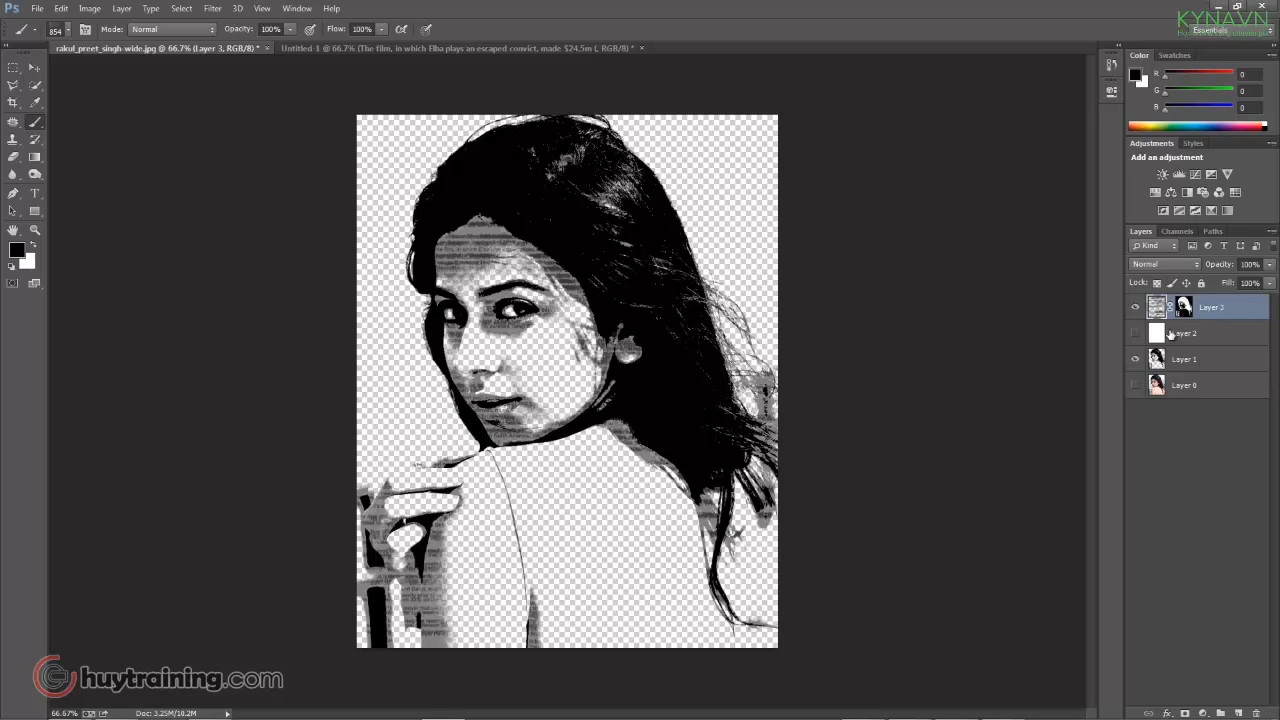 Ps File Edit Image Layer Type Select Filter 3D View Window Help
KYNAVN
854 Mode: Normal Opacity: 100% Flow: 100% Essentials
rakul_preet_singh-wide.jpg @ 66.7% (Layer 3, RGB/8) * × Untitled-1 @ 66.7% (The film, in which Elba plays an escaped convict, made $24.5m (, RGB/8) * ×
Color Swatches
R 0
G 0
B 0
Adjustments Styles
Add an adjustment
Layers Channels Paths
Kind
Normal Opacity: 100%
Lock: Fill: 100%
Layer 3
Layer 2
Layer 1
Layer 0
huytraining.com
66.67% Doc: 3.25M/10.2M